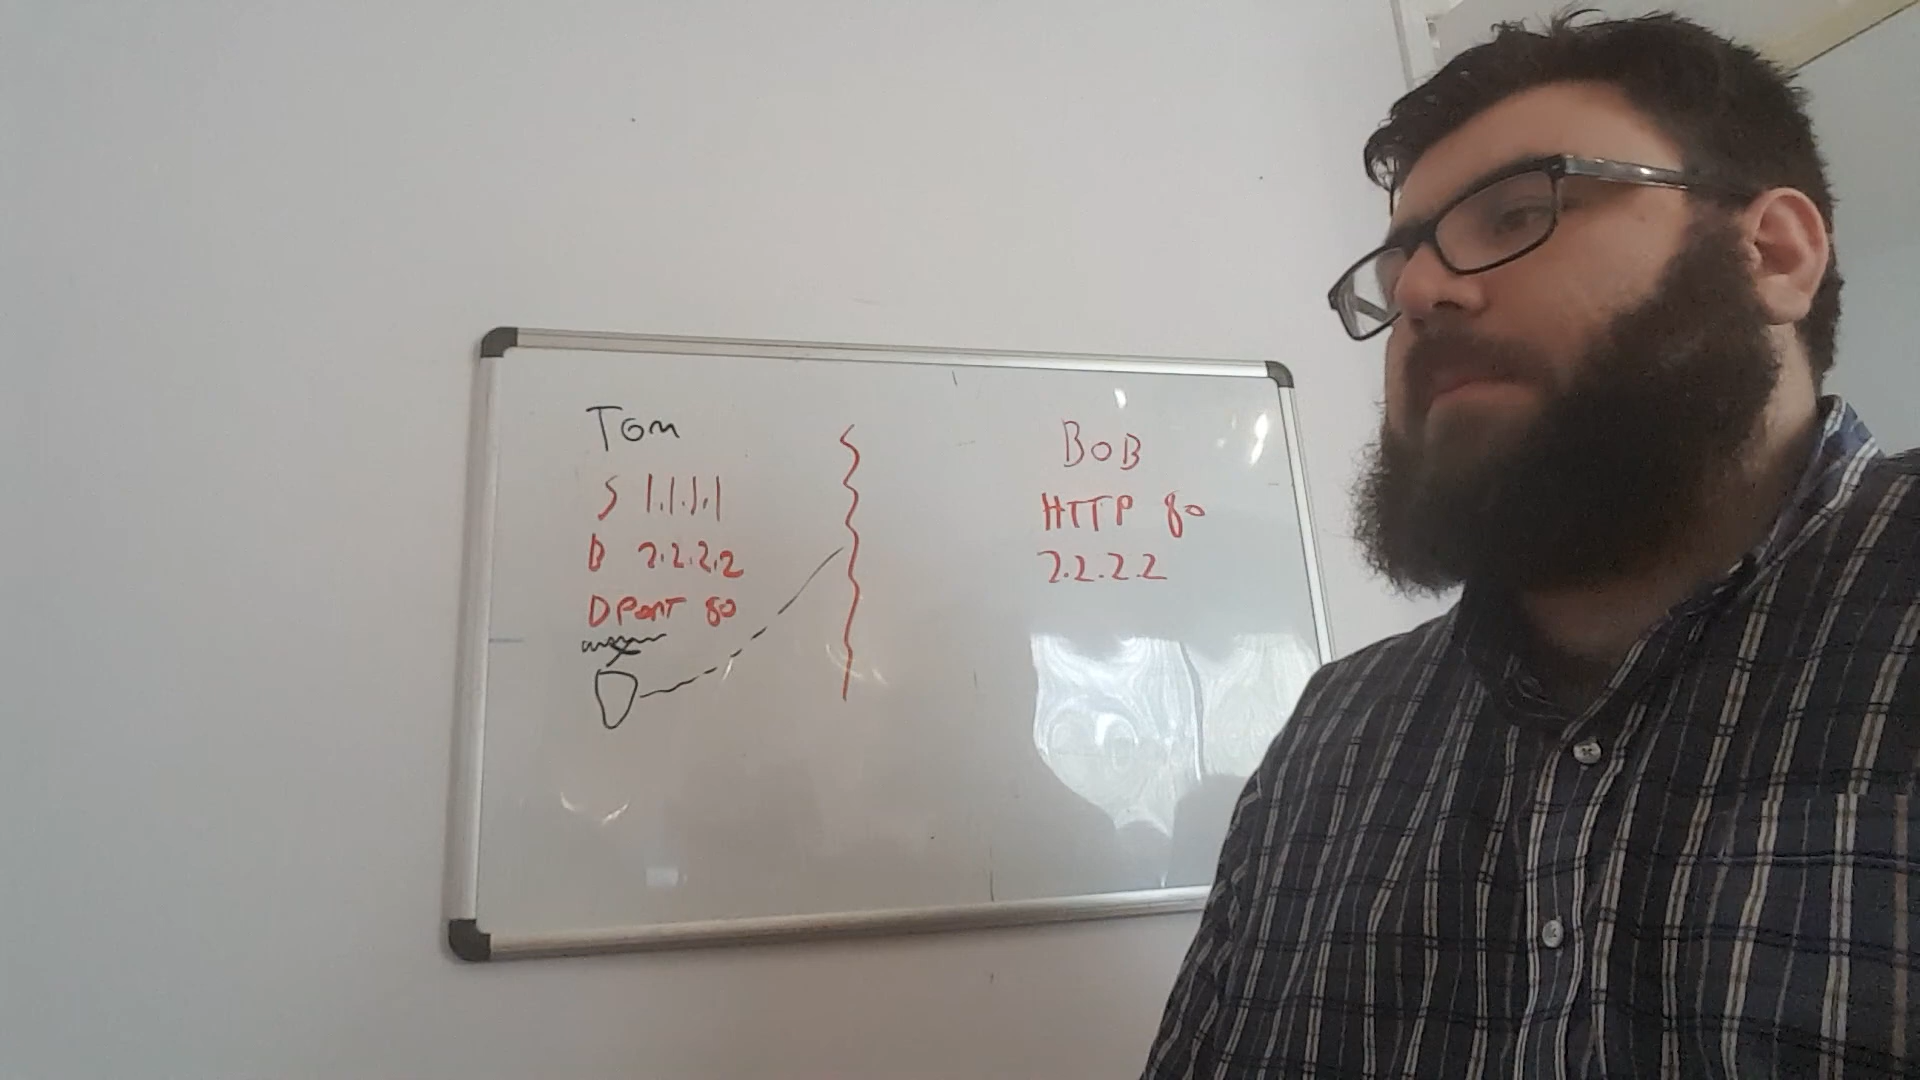 Tom
S 1.1.1.1
D 2.2.2.2
DPORT 80
BOB
HTTP 80
2.2.2.2